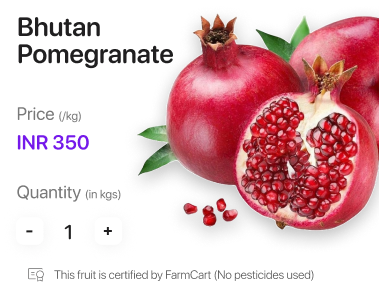 Bhutan
Pomegranate
Price (/kg)
INR 350
Quantity (in kgs)
- 1 +
This fruit is certified by FarmCart (No pesticides used)